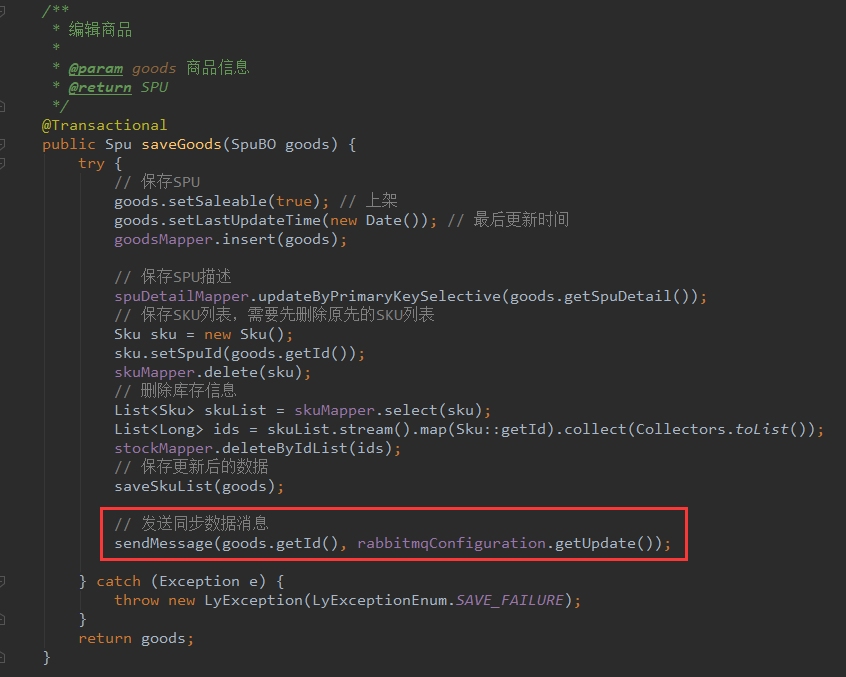 /**
 * 编辑商品
 *
 * @param goods 商品信息
 * @return SPU
 */
@Transactional
public Spu saveGoods(SpuBO goods) {
    try {
        // 保存SPU
        goods.setSaleable(true); // 上架
        goods.setLastUpdateTime(new Date()); // 最后更新时间
        goodsMapper.insert(goods);

        // 保存SPU描述
        spuDetailMapper.updateByPrimaryKeySelective(goods.getSpuDetail());
        // 保存SKU列表，需要先删除原先的SKU列表
        Sku sku = new Sku();
        sku.setSpuId(goods.getId());
        skuMapper.delete(sku);
        // 删除库存信息
        List<Sku> skuList = skuMapper.select(sku);
        List<Long> ids = skuList.stream().map(Sku::getId).collect(Collectors.toList());
        stockMapper.deleteByIdList(ids);
        // 保存更新后的数据
        saveSkuList(goods);

        // 发送同步数据消息
        sendMessage(goods.getId(), rabbitmqConfiguration.getUpdate());

    } catch (Exception e) {
        throw new LyException(LyExceptionEnum.SAVE_FAILURE);
    }
    return goods;
}